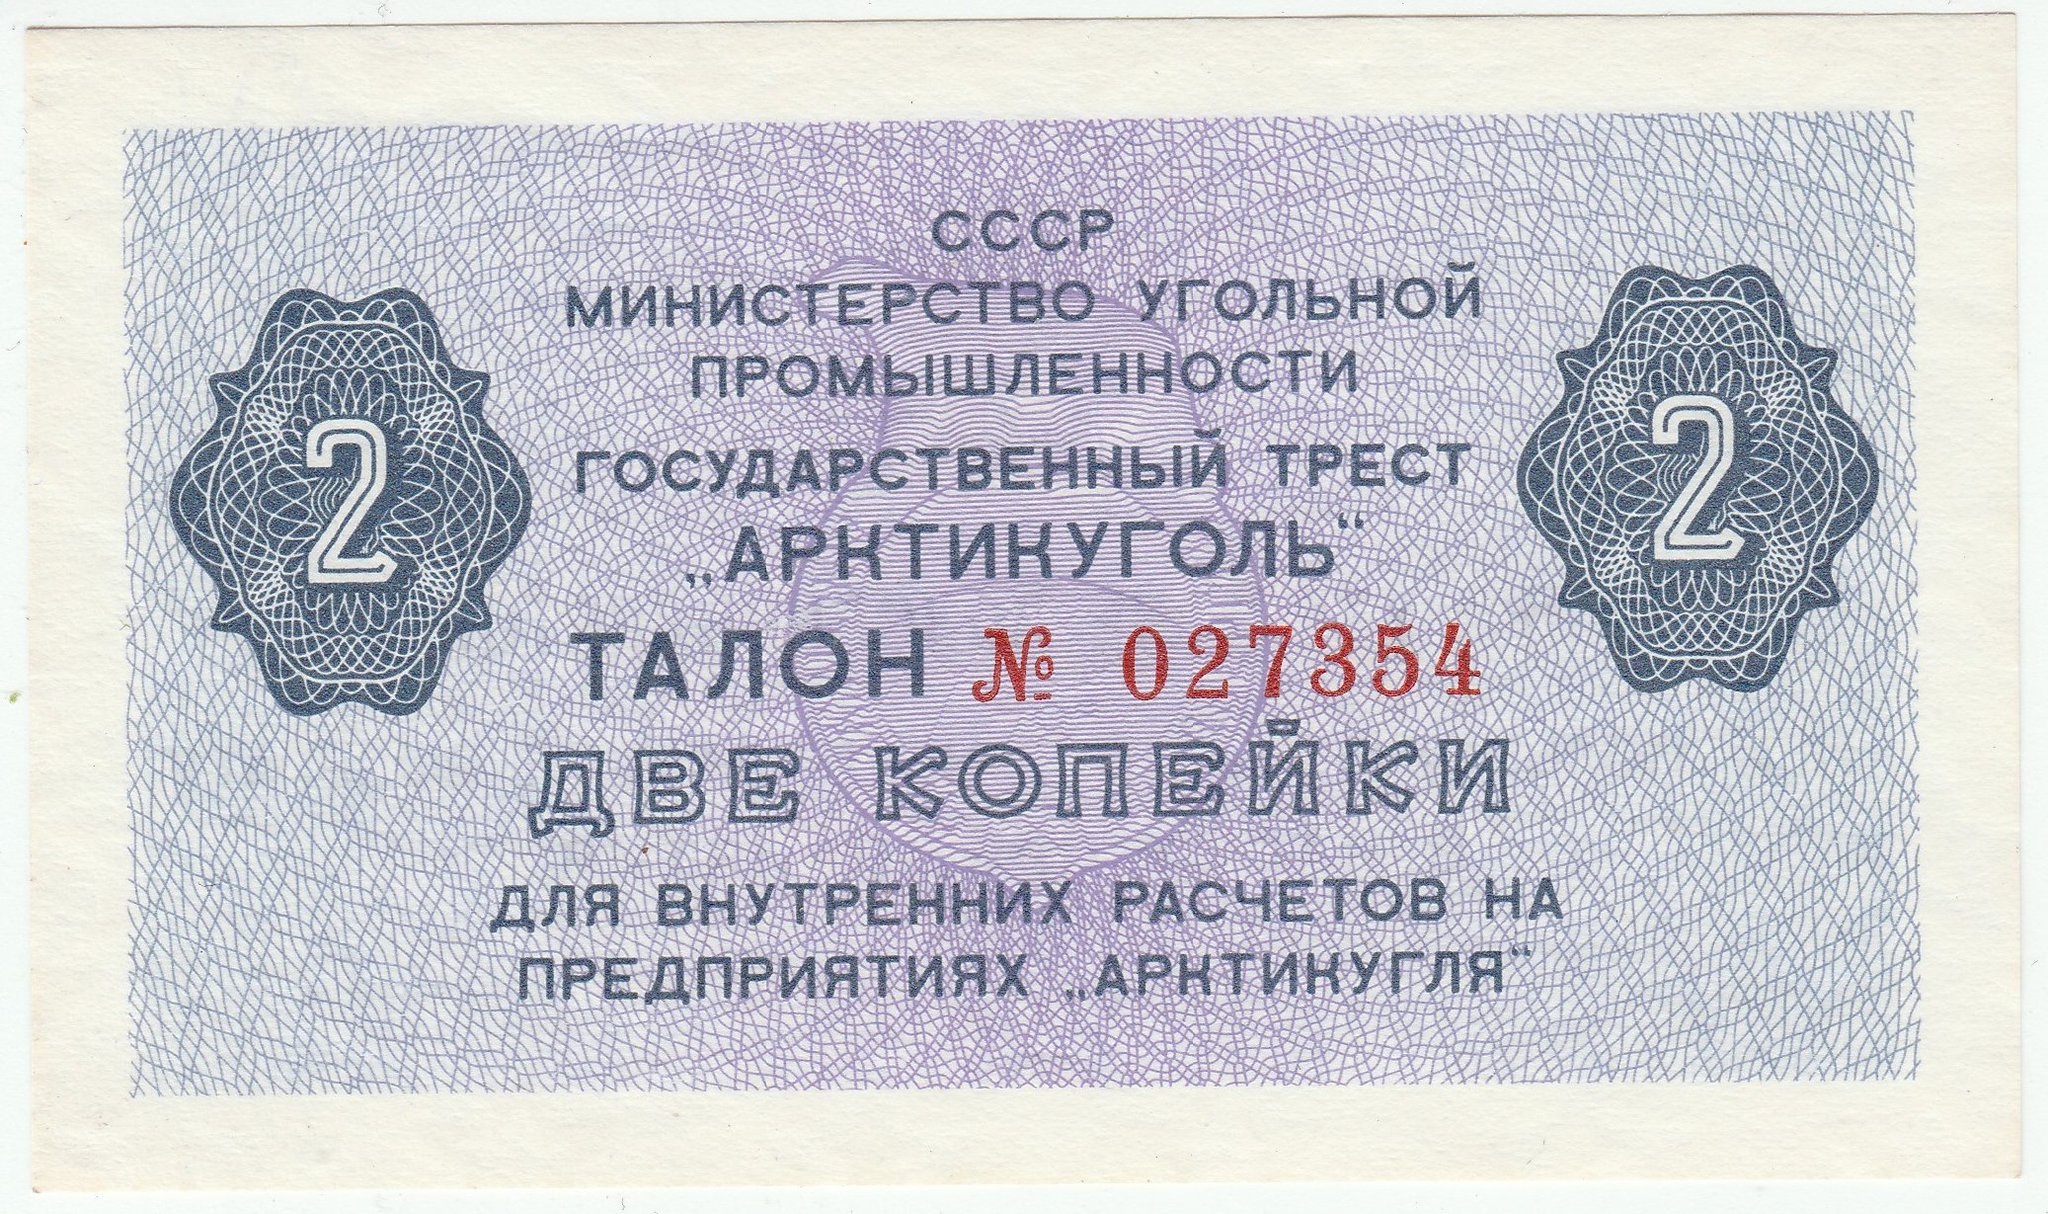 СССР
МИНИСТЕРСТВО УГОЛЬНОЙ
ПРОМЫШЛЕННОСТИ
ГОСУДАРСТВЕННЫЙ ТРЕСТ
„АРКТИКУГОЛЬ“
2
2
ТАЛОН № 027354
ДВЕ КОПЕЙКИ
ДЛЯ ВНУТРЕННИХ РАСЧЕТОВ НА
ПРЕДПРИЯТИЯХ „АРКТИКУГЛЯ“